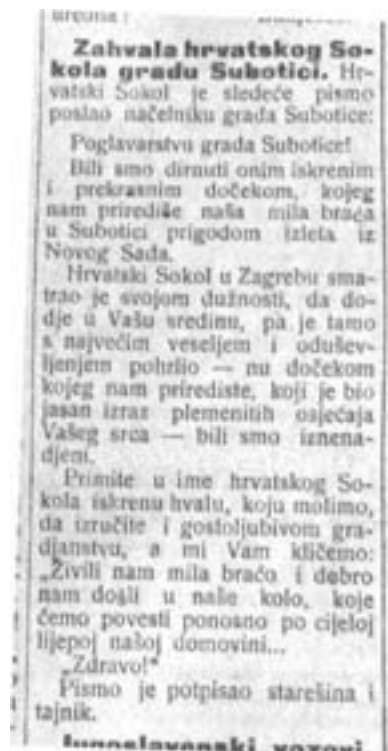 Zahvala hrvatskog So-
kola gradu Subotici. Hr-
vatski Sokol je sledeće pismo
poslao načelniku grada Subotice:
Poglavarstvu grada Subotice!
Bili smo dirnuti onim iskrenim
i prekrasnim dočekom, kojeg
nam prirediše naša mila braća
u Subotici prigodom izleta iz
Novog Sada.
Hrvatski Sokol u Zagrebu sma-
trao je svojom dužnosti, da do-
dje u Vašu sredinu, pa je tamo
s najvećim veseljem i odušev-
ljenjem pohrlio — nu dočekom
kojeg nam prirediste, koji je bio
jasan izraz plemenitih osjećaja
Vašeg srca — bili smo iznena-
djeni.
Primite u ime hrvatskog So-
kola iskrenu hvalu, koju molimo,
da izručite i gostoljubivom gra-
djanstvu, a mi Vam kličemo:
„Živili nam mila braćo i dobro
nam došli u naše kolo, koje
ćemo povesti ponosno po cijeloj
lijepoj našoj domovini...
„Zdravo!"
Pismo je potpisao starešina i
tajnik.
Jugoslavenski vozovi